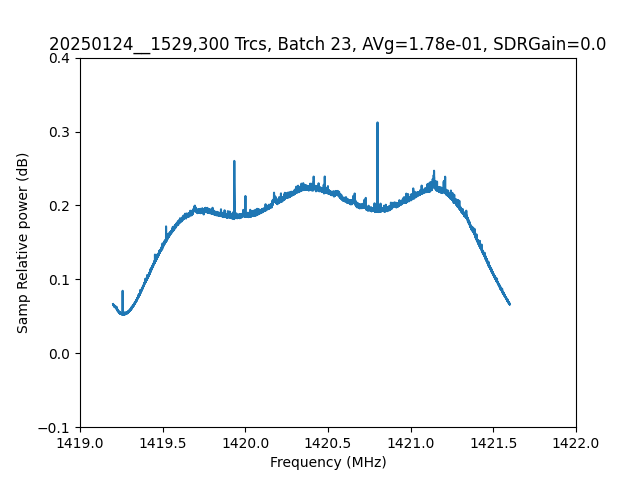 20250124__1529,300 Trcs, Batch 23, AVg=1.78e-01, SDRGain=0.0
0.4
0.3
0.2
0.1
0.0
−0.1
Samp Relative power (dB)
1419.0 1419.5 1420.0 1420.5 1421.0 1421.5 1422.0
Frequency (MHz)